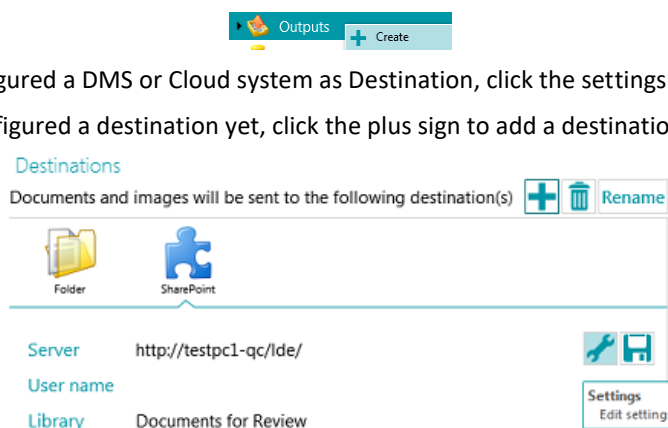 Outputs
Create
gured a DMS or Cloud system as Destination, click the settings
figured a destination yet, click the plus sign to add a destinatio
Destinations
Documents and images will be sent to the following destination(s) Rename
Folder SharePoint
Server http://testpc1-qc/lde/
User name
Settings
Edit setting
Library Documents for Review